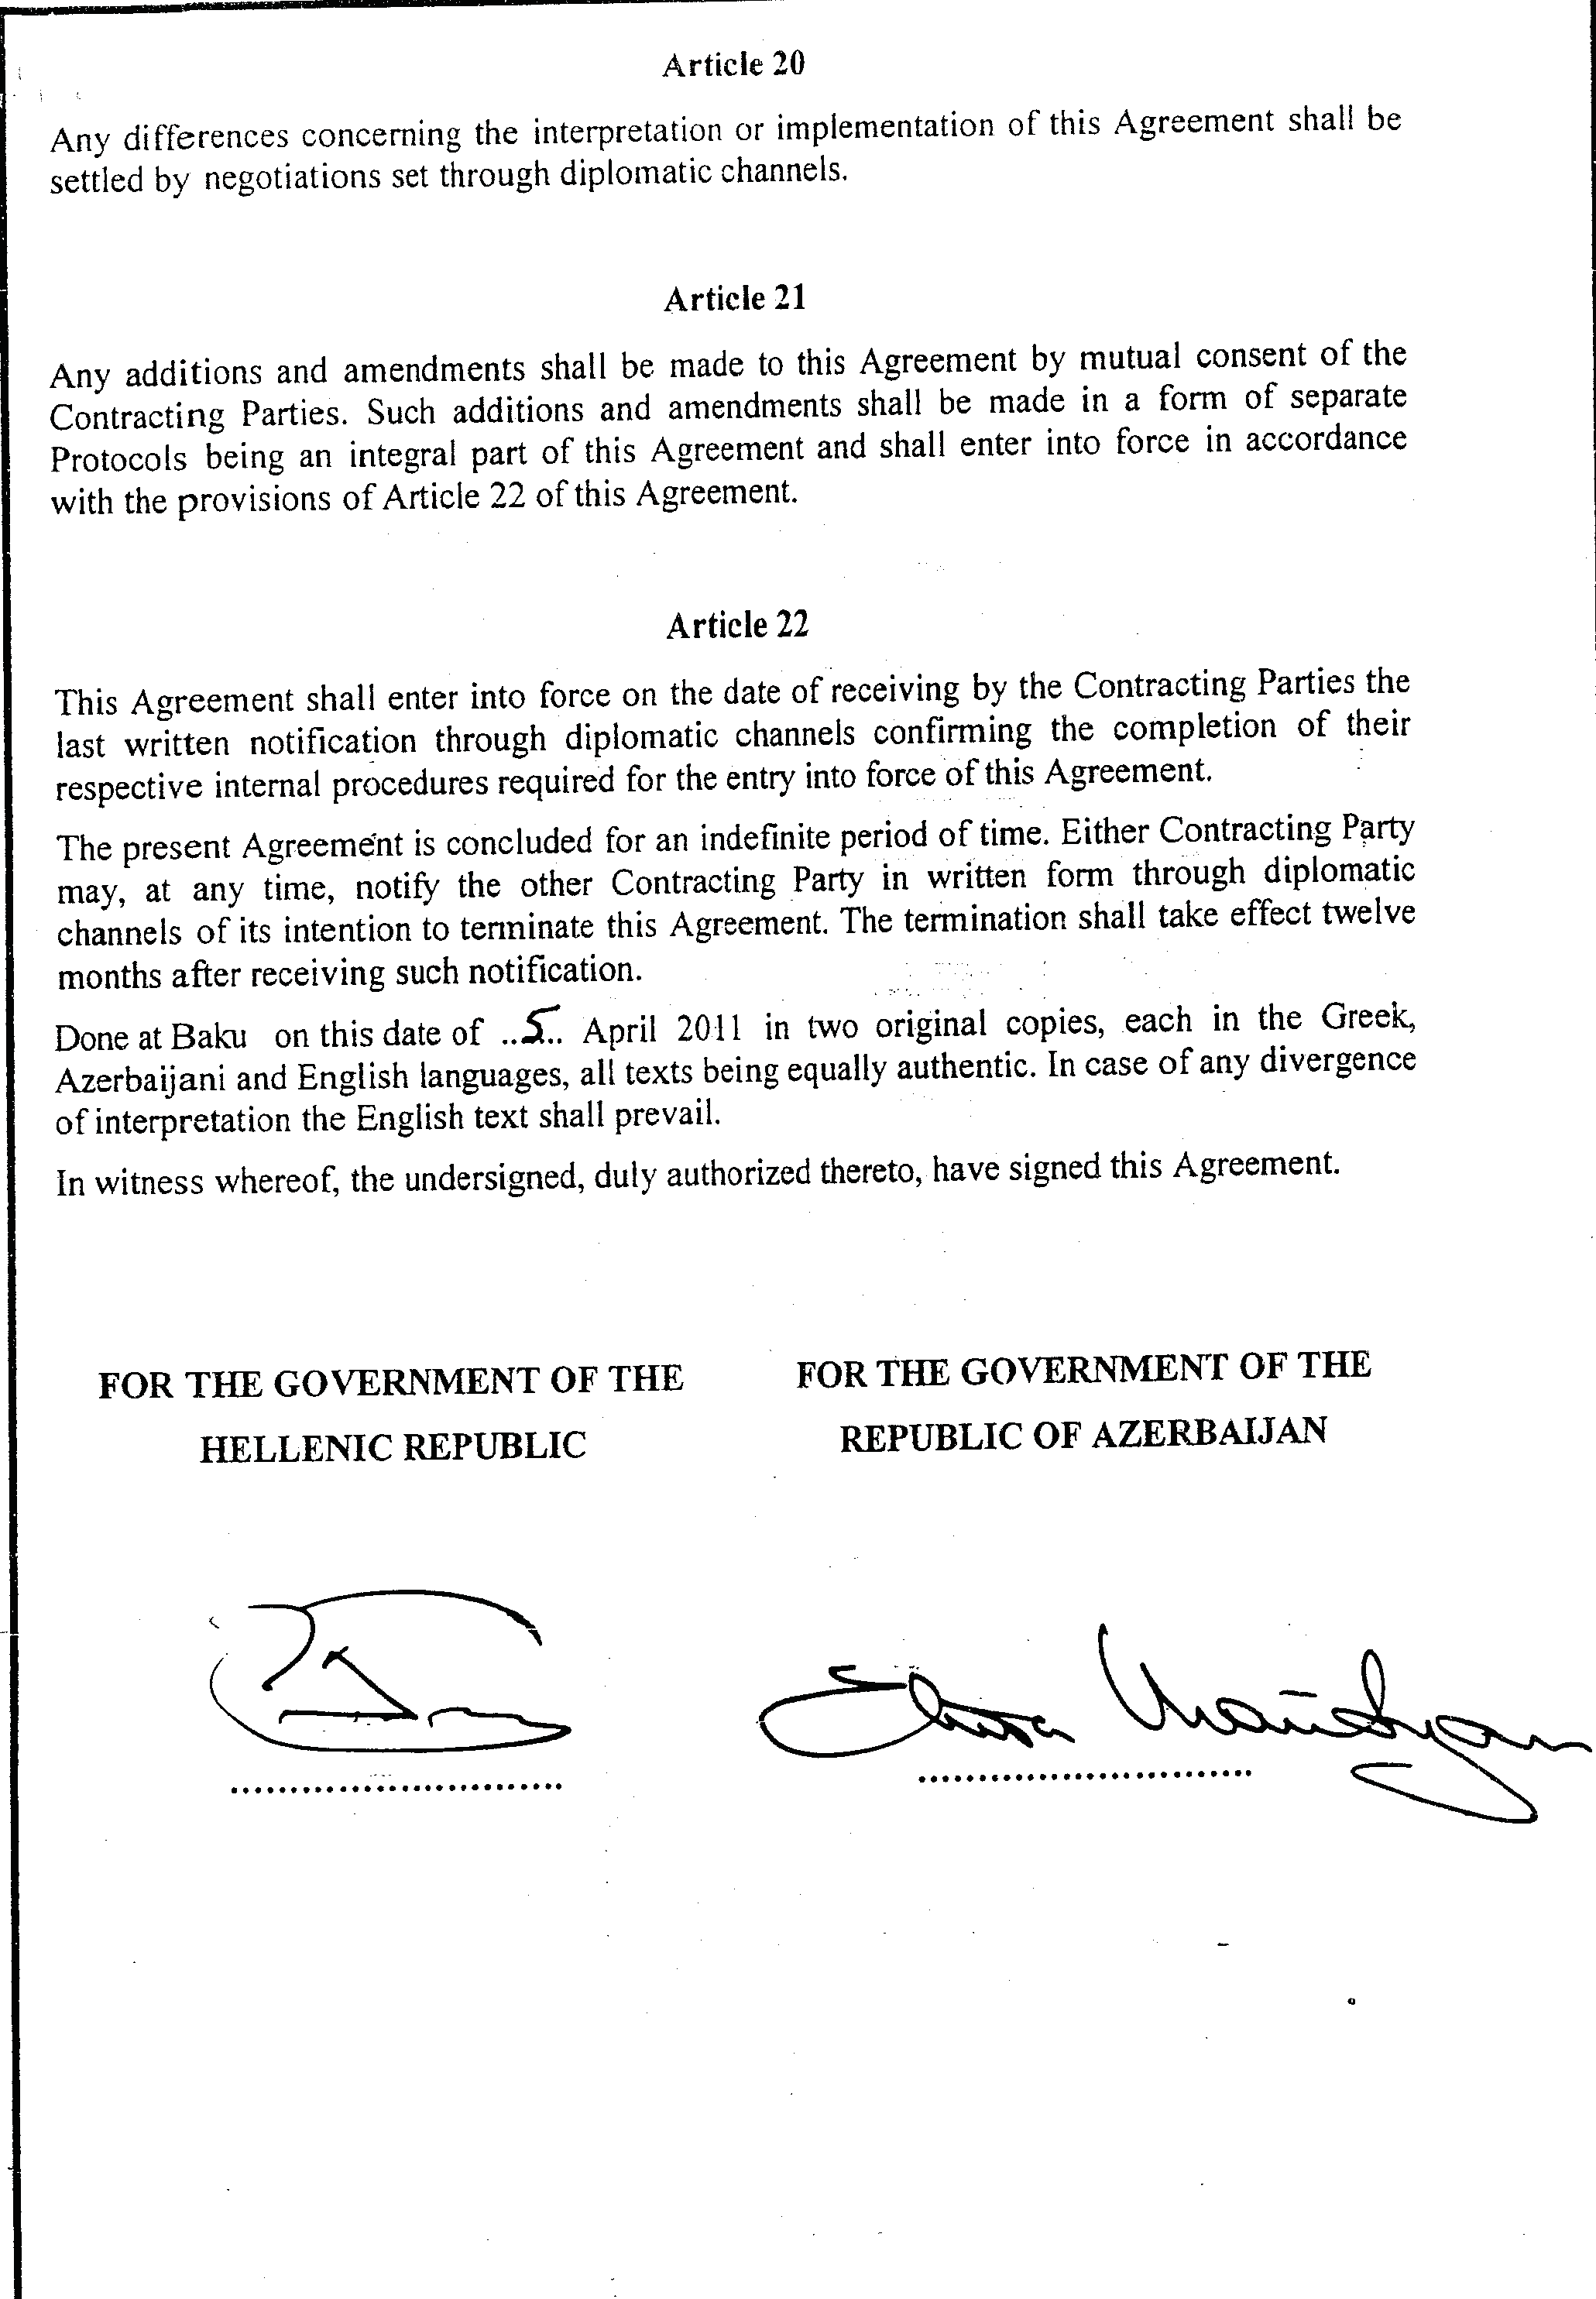 Article 20
Any differences concerning the interpretation or implementation of this Agreement shall be
settled by negotiations set through diplomatic channels.
Article 21
Any additions and amendments shall be made to this Agreement by mutual consent of the
Contracting Parties. Such additions and amendments shall be made in a form of separate
Protocols being an integral part of this Agreement and shall enter into force in accordance
with the provisions of Article 22 of this Agreement.
Article 22
This Agreement shall enter into force on the date of receiving by the Contracting Parties the
last written notification through diplomatic channels confirming the completion of their
respective internal procedures required for the entry into force of this Agreement.
The present Agreement is concluded for an indefinite period of time. Either Contracting Party
may, at any time, notify the other Contracting Party in written form through diplomatic
channels of its intention to terminate this Agreement. The termination shall take effect twelve
months after receiving such notification.
Done at Baku on this date of ..5.. April 2011 in two original copies, each in the Greek,
Azerbaijani and English languages, all texts being equally authentic. In case of any divergence
of interpretation the English text shall prevail.
In witness whereof, the undersigned, duly authorized thereto, have signed this Agreement.
FOR THE GOVERNMENT OF THE
HELLENIC REPUBLIC
FOR THE GOVERNMENT OF THE
REPUBLIC OF AZERBAIJAN